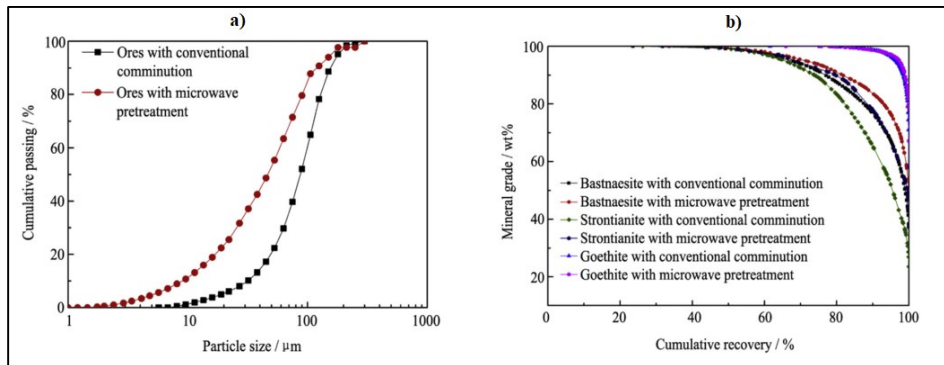 a)
Cumulative passing / %
100
80
60
40
20
0
Ores with conventional
comminution
Ores with microwave
pretreatment
1
10
100
1000
Particle size / μm
b)
Mineral grade / wt%
100
80
60
40
20
Bastnaesite with conventional comminution
Bastnaesite with microwave pretreatment
Strontianite with conventional comminution
Strontianite with microwave pretreatment
Goethite with conventional comminution
Goethite with microwave pretreatment
0
20
40
60
80
100
Cumulative recovery / %